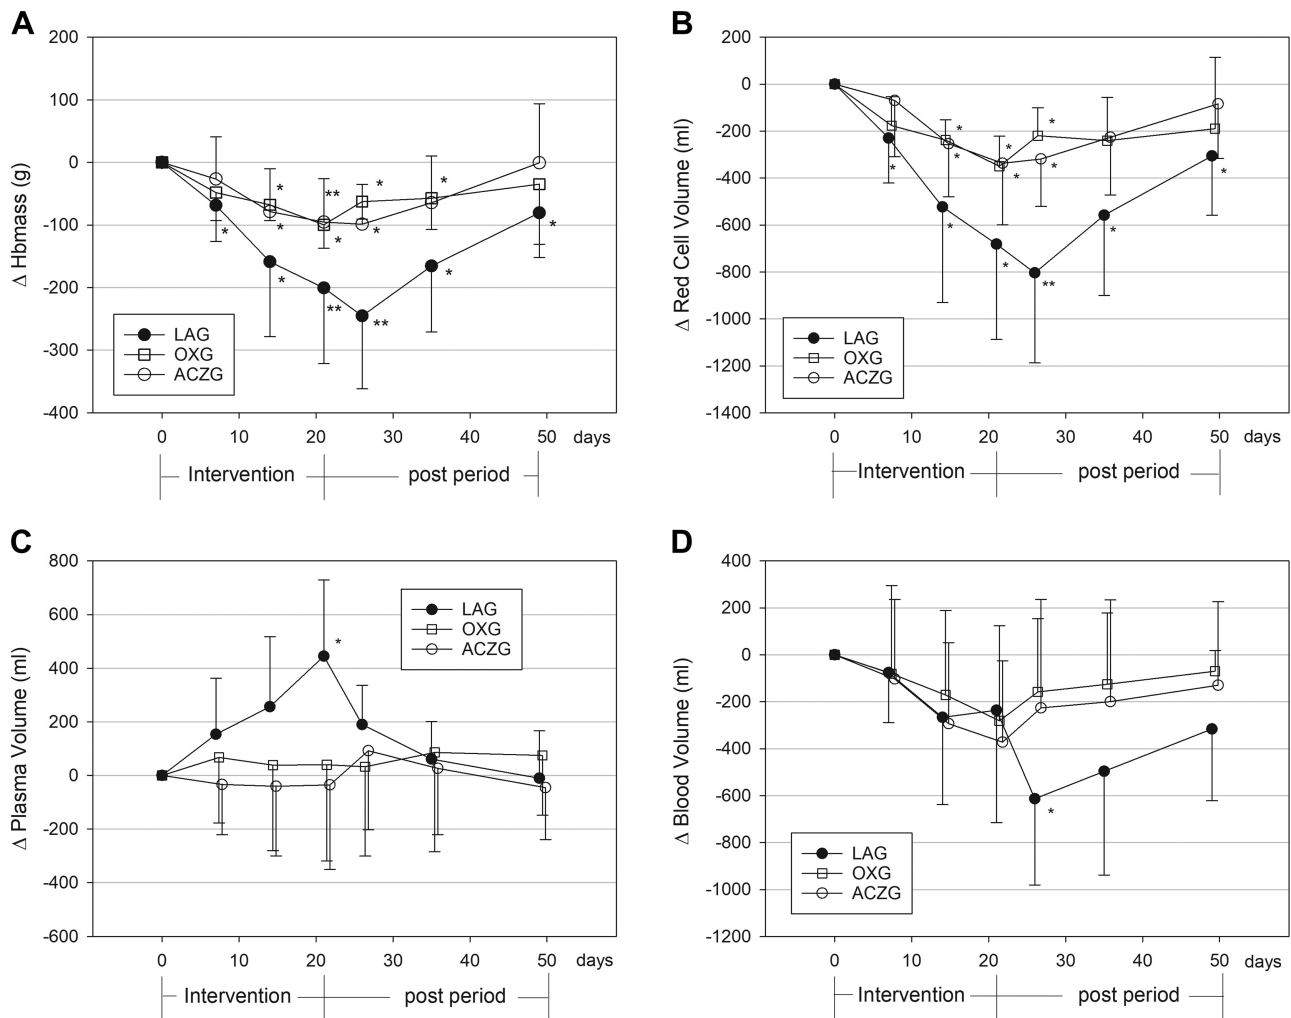 A
200
100
0
-100
-200
-300
-400
Δ Hbmass (g)
* * ** * *
* * * * *
* ** **
LAG
OXG
ACZG
0 10 20 30 40 50 days
Intervention post period
B
200
0
-200
-400
-600
-800
-1000
-1200
-1400
Δ Red Cell Volume (ml)
* * *
* * * * *
* * ** *
LAG
OXG
ACZG
0 10 20 30 40 50 days
Intervention post period
C
800
600
400
200
0
-200
-400
-600
Δ Plasma Volume (ml)
*
LAG
OXG
ACZG
0 10 20 30 40 50 days
Intervention post period
D
400
200
0
-200
-400
-600
-800
-1000
-1200
Δ Blood Volume (ml)
*
LAG
OXG
ACZG
0 10 20 30 40 50 days
Intervention post period